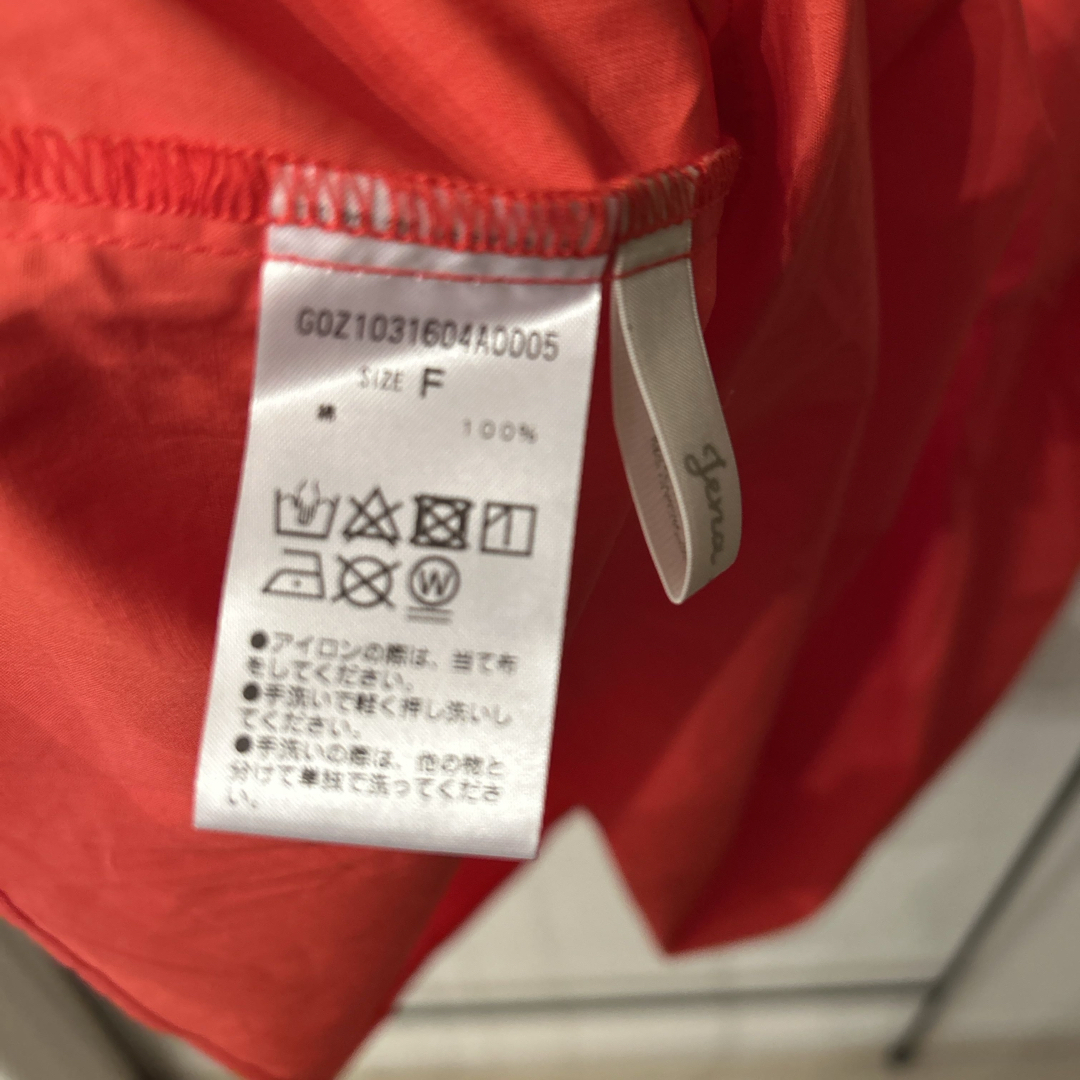 G0Z1031604A0005
SIZE F
綿 100%
W
●アイロンの際は、当て布
をしてください。
●手洗いで軽く押し洗いし
てください。
●手洗いの際は、他の物と
分けて単独で洗ってくださ
い。
Jena